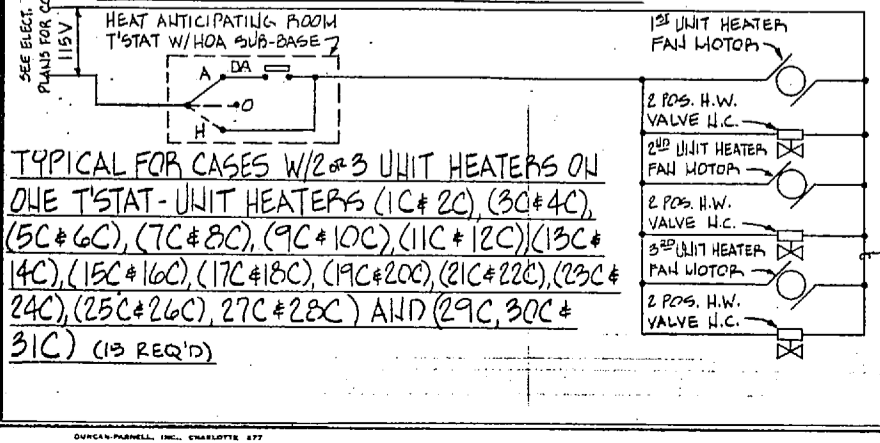 SEE ELECT.
PLANS FOR CO
115V
HEAT ANTICIPATING ROOM
T'STAT W/HOA SUB-BASE
A
DA
O
H
1ST UNIT HEATER
FAN MOTOR
2 POS. H.W.
VALVE N.C.
2ND UNIT HEATER
FAN MOTOR
2 POS. H.W.
VALVE N.C.
3RD UNIT HEATER
FAN MOTOR
2 POS. H.W.
VALVE N.C.
TYPICAL FOR CASES W/2 OR 3 UNIT HEATERS ON
ONE T'STAT - UNIT HEATERS (1C & 2C), (3C & 4C),
(5C & 6C), (7C & 8C), (9C & 10C), (11C & 12C), (13C &
14C), (15C & 16C), (17C & 18C), (19C & 20C), (21C & 22C), (23C &
24C), (25C & 26C), 27C & 28C) AND (29C, 30C &
31C) (15 REQ'D)
DUNCAN-PARNELL, INC., CHARLOTTE 277